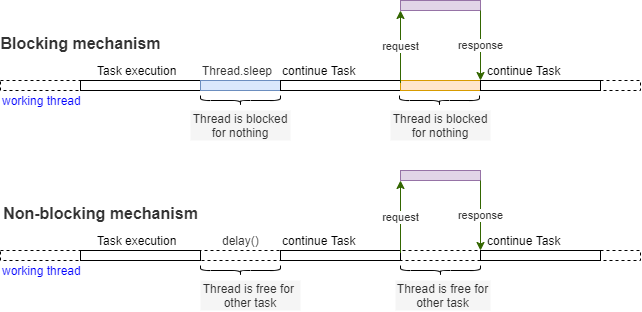 Blocking mechanism
request
response
Task execution
Thread.sleep
continue Task
continue Task
working thread
Thread is blocked
for nothing
Thread is blocked
for nothing
Non-blocking mechanism
request
response
Task execution
delay()
continue Task
continue Task
working thread
Thread is free for
other task
Thread is free for
other task